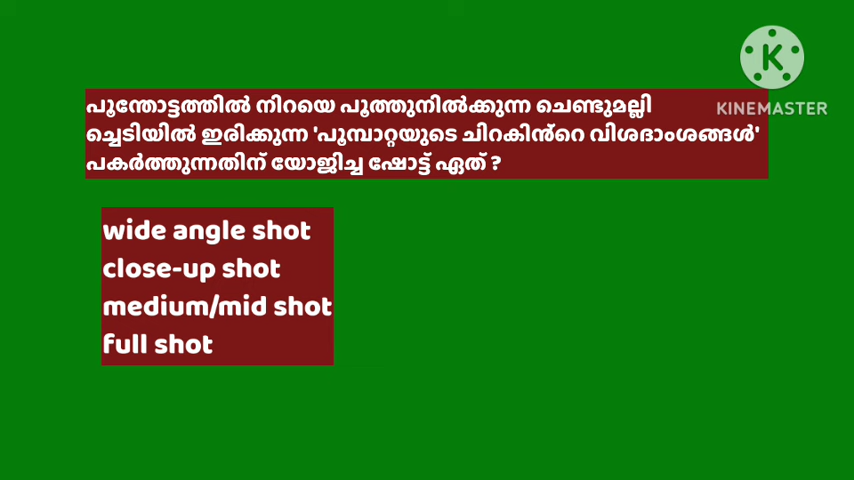 പൂന്തോട്ടത്തിൽ നിറയെ പൂത്തുനിൽക്കുന്ന ചെണ്ടുമല്ലി
ച്ചെടിയിൽ ഇരിക്കുന്ന 'പൂമ്പാറ്റയുടെ ചിറകിൻ്റെ വിശദാംശങ്ങൾ'
പകർത്തുന്നതിന് യോജിച്ച ഷോട്ട് ഏത് ?
wide angle shot
close-up shot
medium/mid shot
full shot
K
KINEMASTER